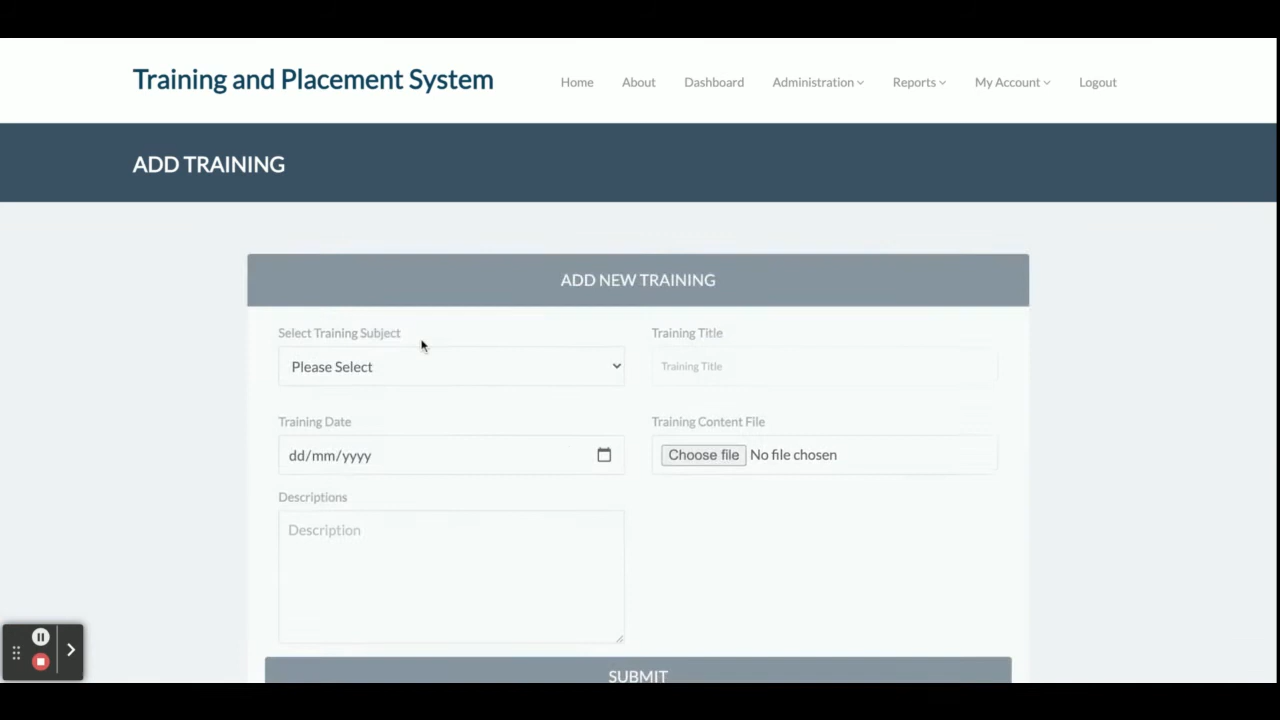 Training and Placement System
Home About Dashboard Administration Reports My Account Logout
ADD TRAINING
ADD NEW TRAINING
Select Training Subject Training Title
Please Select Training Title
Training Date Training Content File
dd/mm/yyyy Choose file No file chosen
Descriptions
Description
SUBMIT